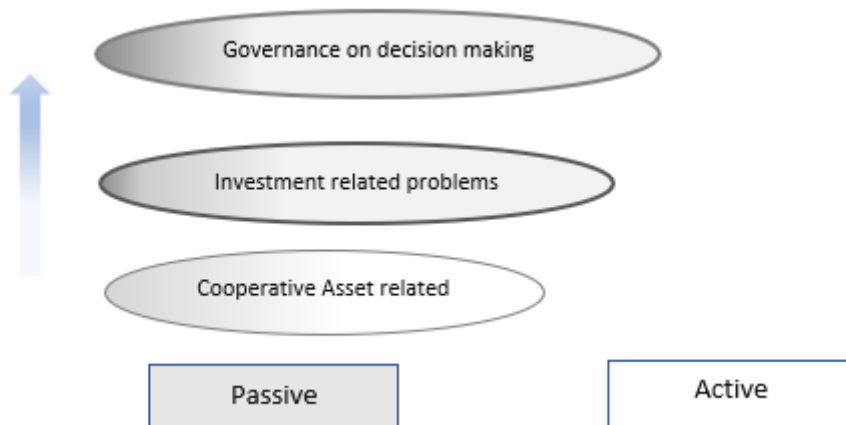 Governance on decision making
Investment related problems
Cooperative Asset related
Passive
Active